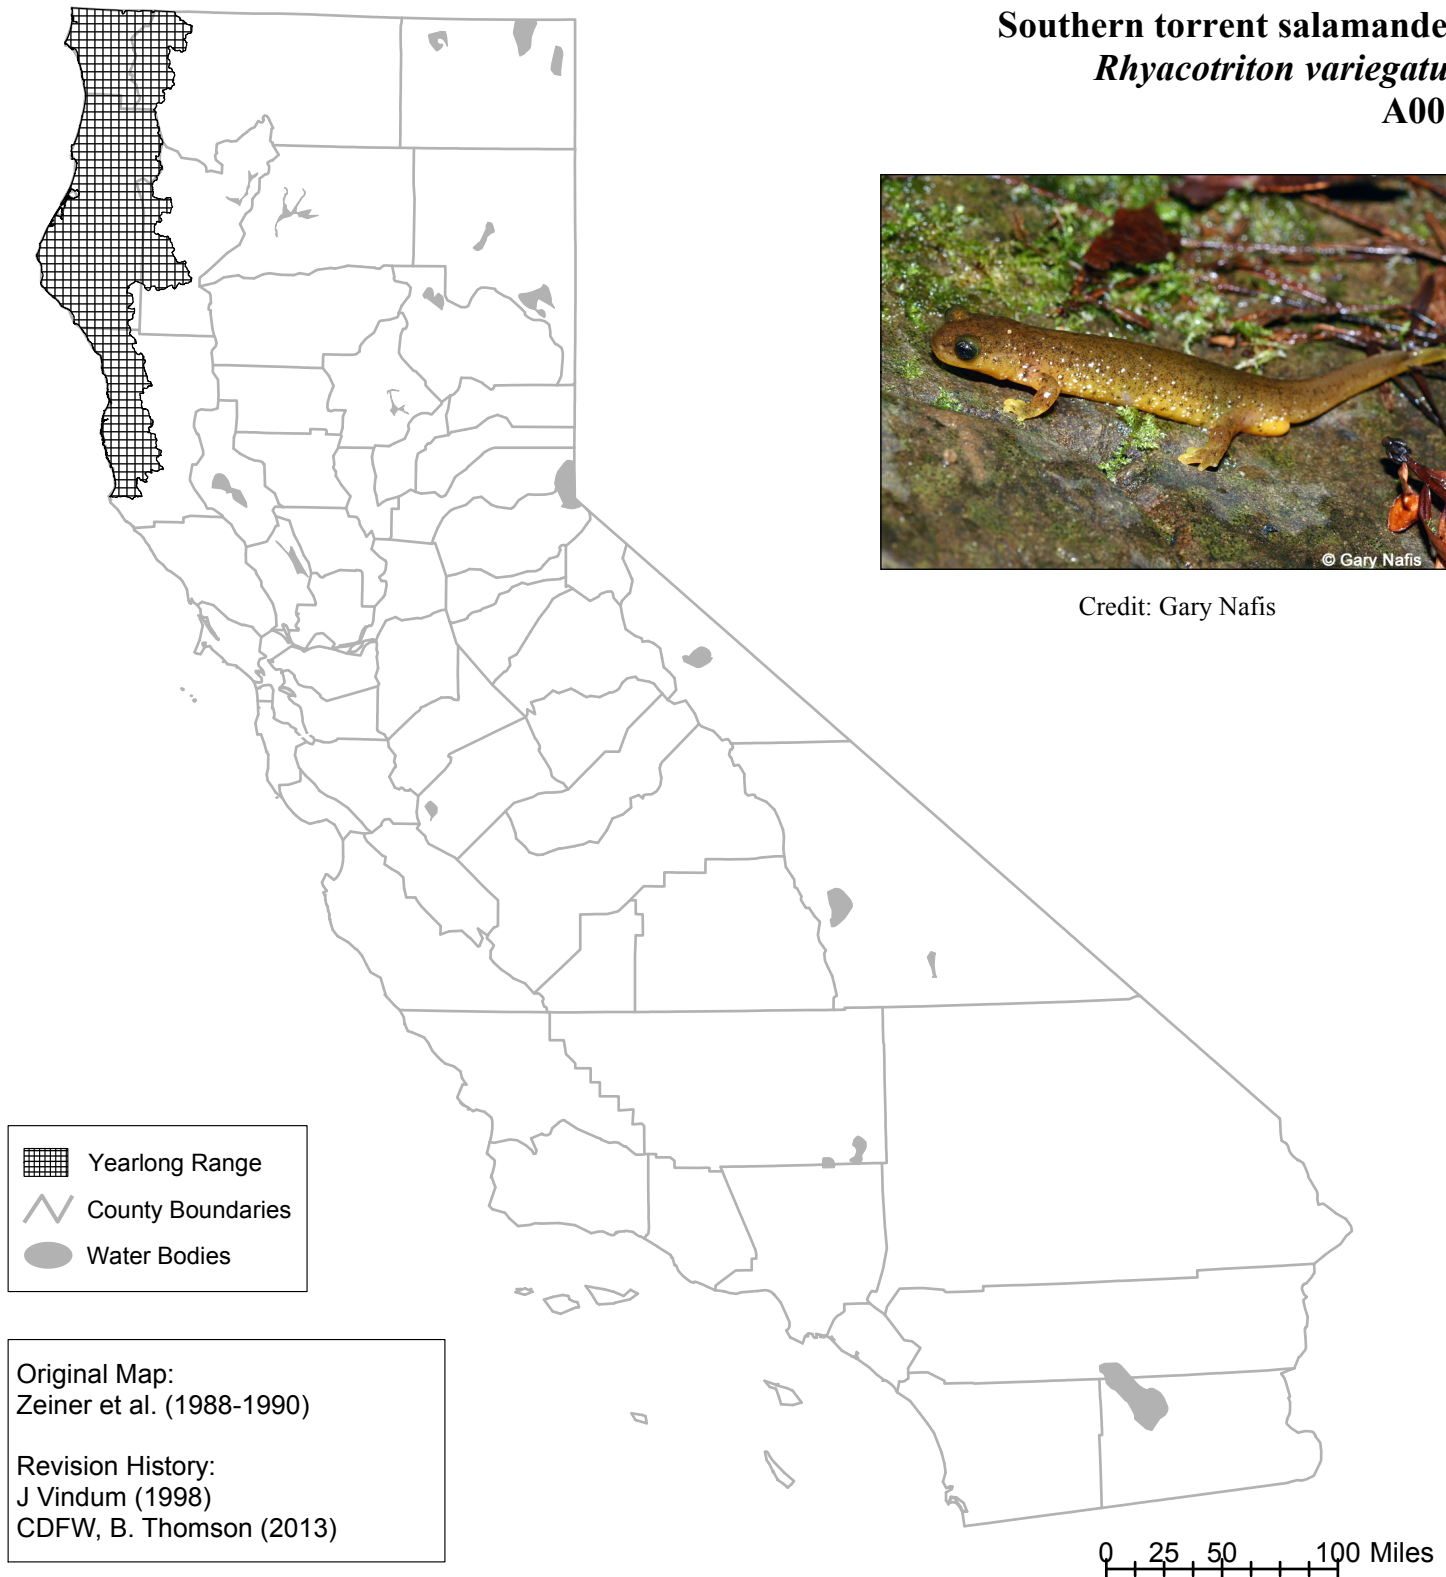 Southern torrent salamande
Rhyacotriton variegatu
A00
© Gary Nafis
Credit: Gary Nafis
Yearlong Range
County Boundaries
Water Bodies
Original Map:
Zeiner et al. (1988-1990)
Revision History:
J Vindum (1998)
CDFW, B. Thomson (2013)
0 25 50 100 Miles